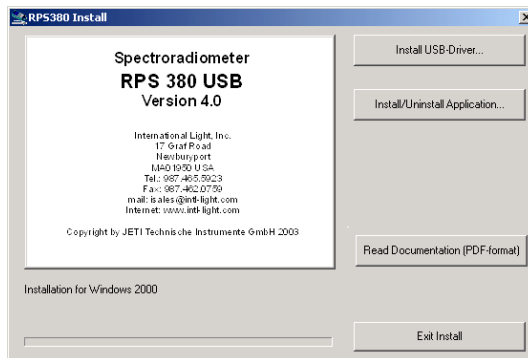 RPS380 Install
Spectroradiometer
RPS 380 USB
Version 4.0
International Light, Inc.
17 Graf Road
Newburyport
MA01950 USA
Tel.: 987.465.5923
Fax: 987.462.0759
mail: isales@intl-light.com
Internet: www.intl-light.com
Copyright by JETI Technische Instrumente GmbH 2003
Install USB-Driver...
Install/Uninstall Application...
Read Documentation (PDF-format)
Installation for Windows 2000
Exit Install